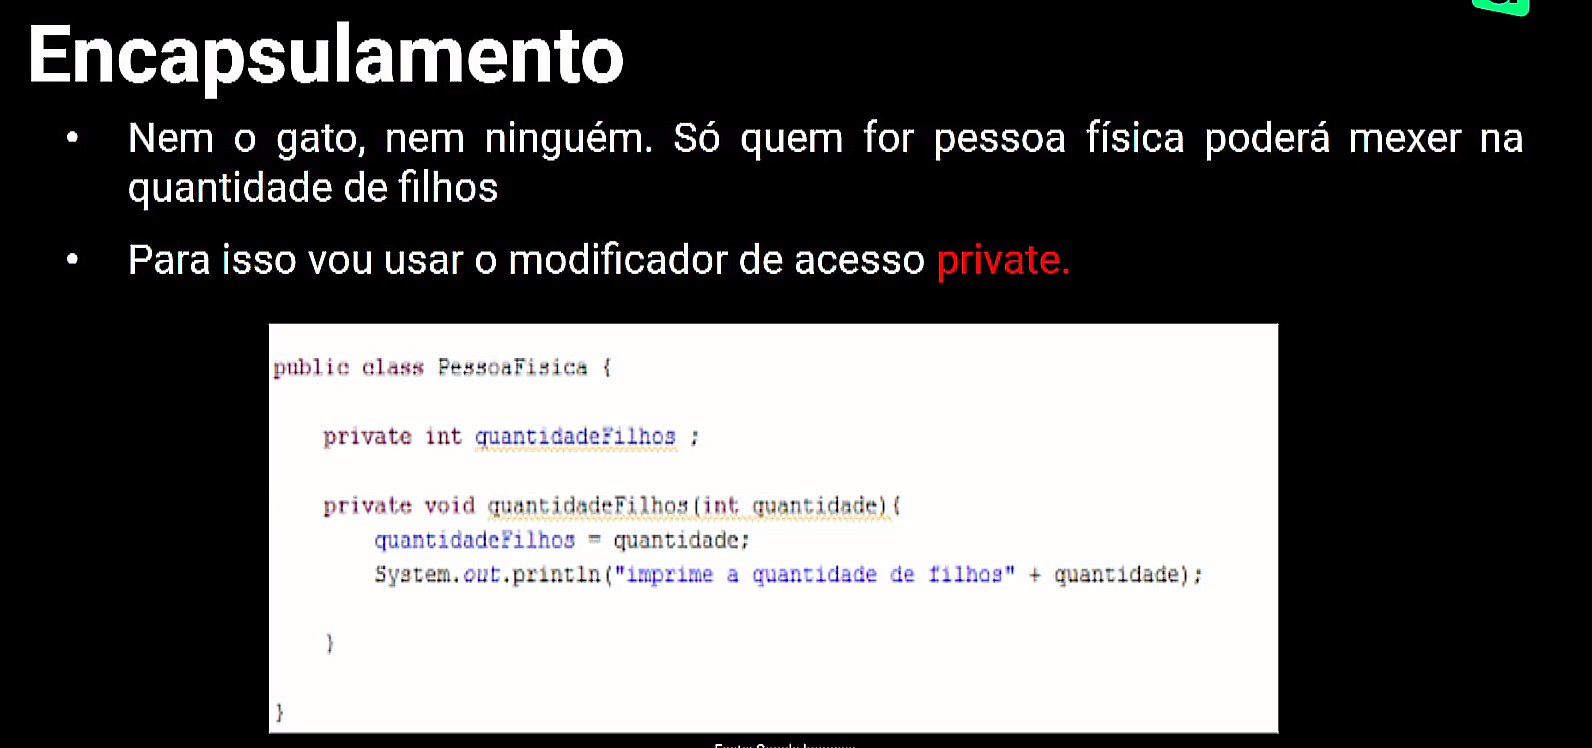 Encapsulamento
• Nem o gato, nem ninguém. Só quem for pessoa física poderá mexer na
quantidade de filhos
• Para isso vou usar o modificador de acesso private.
public class PessoaFisica {
private int quantidadeFilhos ;
private void quantidadeFilhos(int quantidade){
quantidadeFilhos = quantidade;
System.out.println("imprime a quantidade de filhos" + quantidade);
}
}